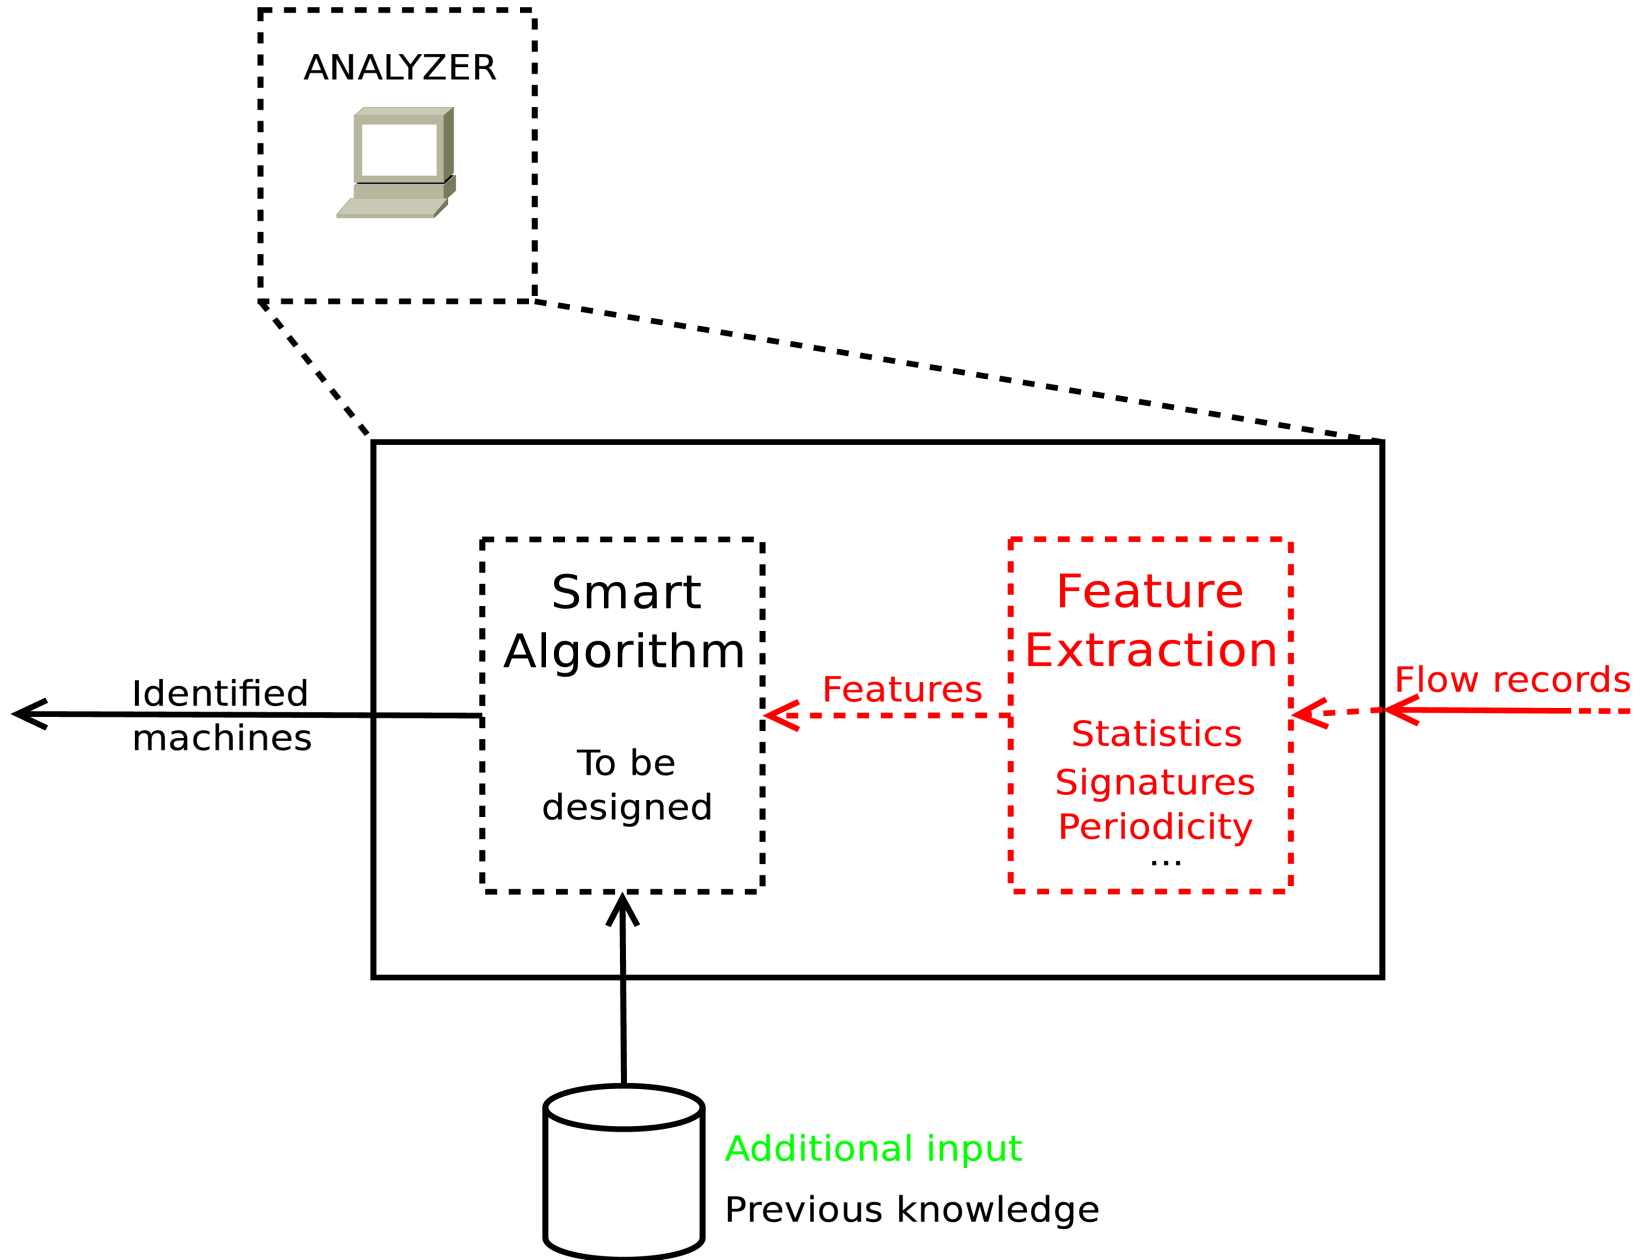 ANALYZER
Smart
Algorithm
To be
designed
Feature
Extraction
Statistics
Signatures
Periodicity
...
Features
Flow records
Identified
machines
Additional input
Previous knowledge